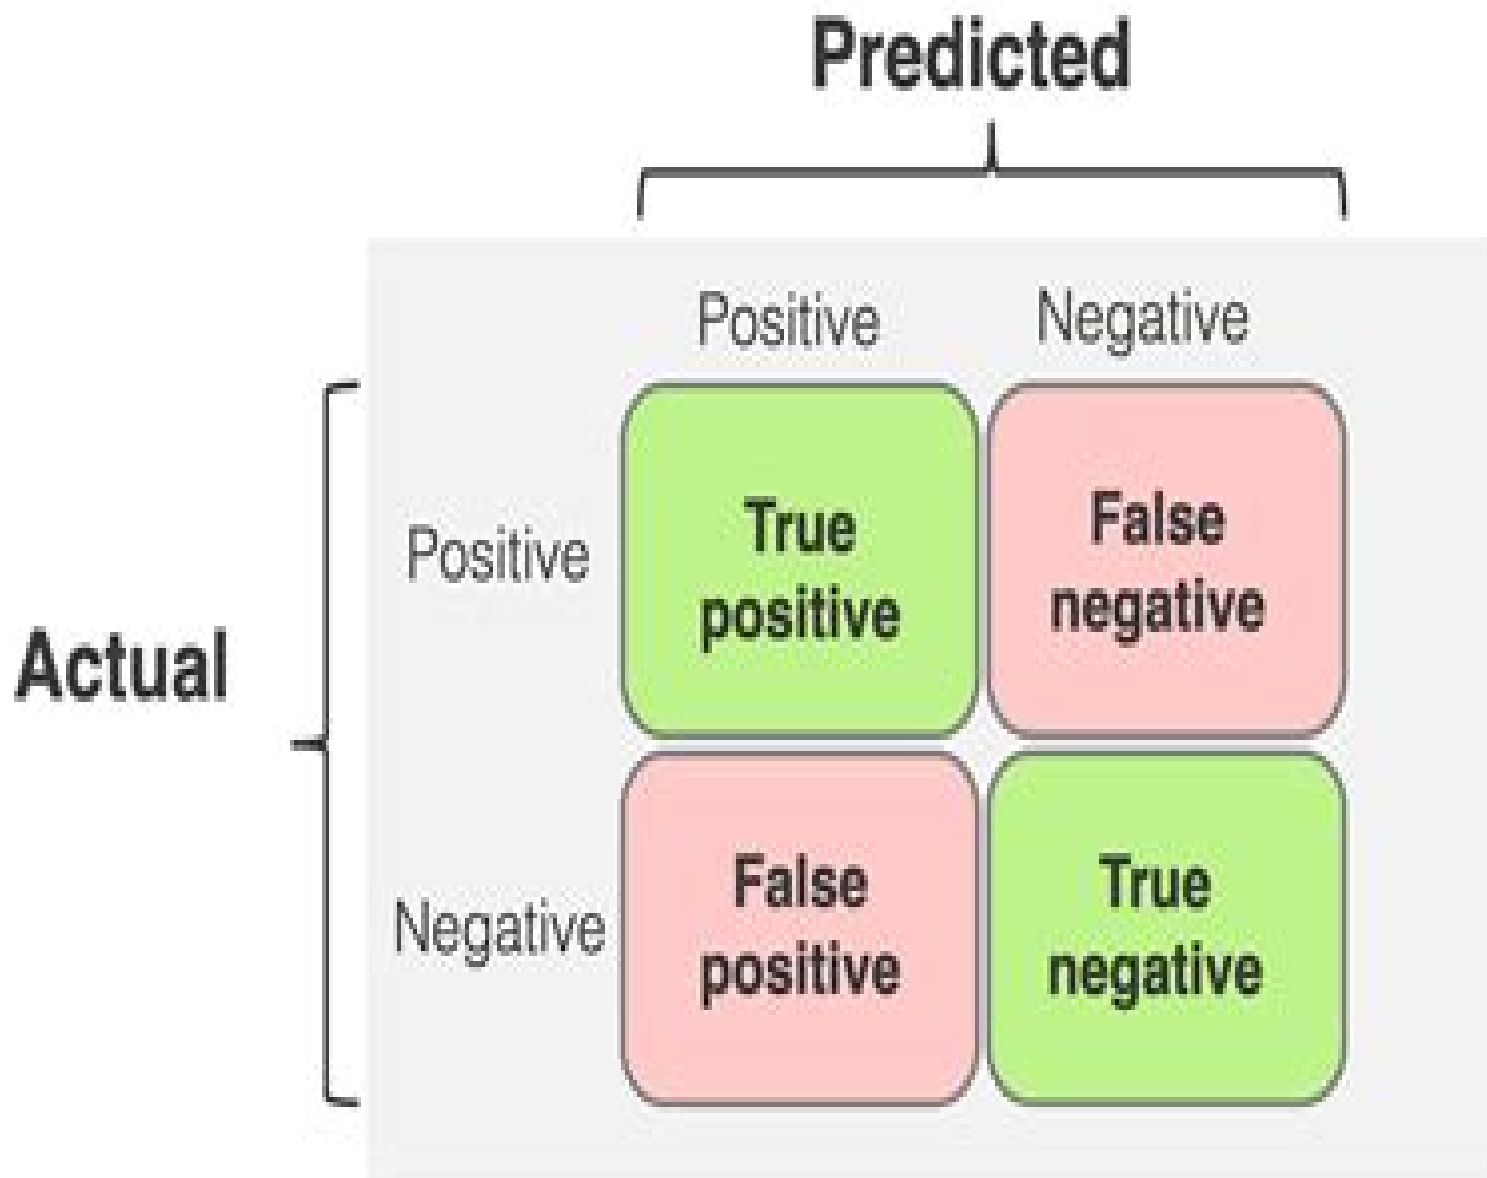 Predicted
Positive Negative
Positive
True
positive
False
negative
Actual
Negative
False
positive
True
negative